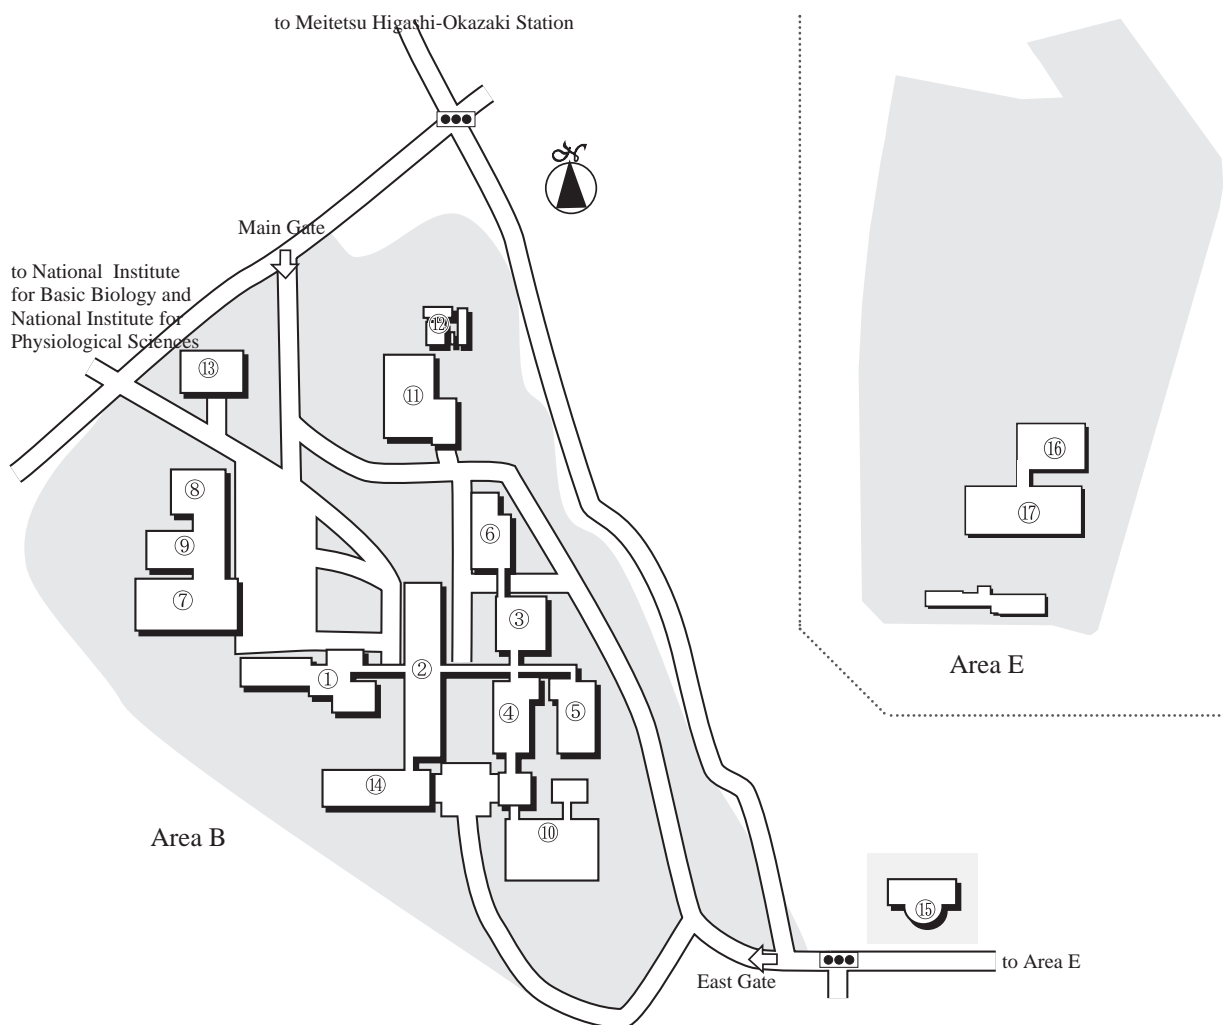 to Meitetsu Higashi-Okazaki Station
N
Main Gate
to National Institute
for Basic Biology and
National Institute for
Physiological Sciences
⑫
⑬
⑪
⑯
⑧
⑰
⑥
⑨
⑦
③
Area E
①
②
④
⑤
⑭
⑩
Area B
⑮
to Area E
East Gate